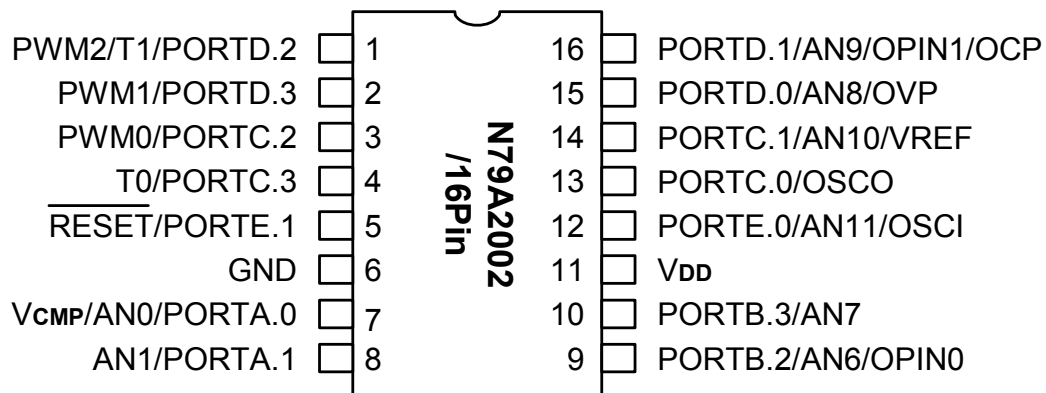 PWM2/T1/PORTD.2 1 16 PORTD.1/AN9/OPIN1/OCP
PWM1/PORTD.3 2 15 PORTD.0/AN8/OVP
PWM0/PORTC.2 3 14 PORTC.1/AN10/VREF
T0/PORTC.3 4 13 PORTC.0/OSCO
RESET/PORTE.1 5 12 PORTE.0/AN11/OSCI
GND 6 11 VDD
VCMP/AN0/PORTA.0 7 10 PORTB.3/AN7
AN1/PORTA.1 8 9 PORTB.2/AN6/OPIN0
N79A2002
/16Pin